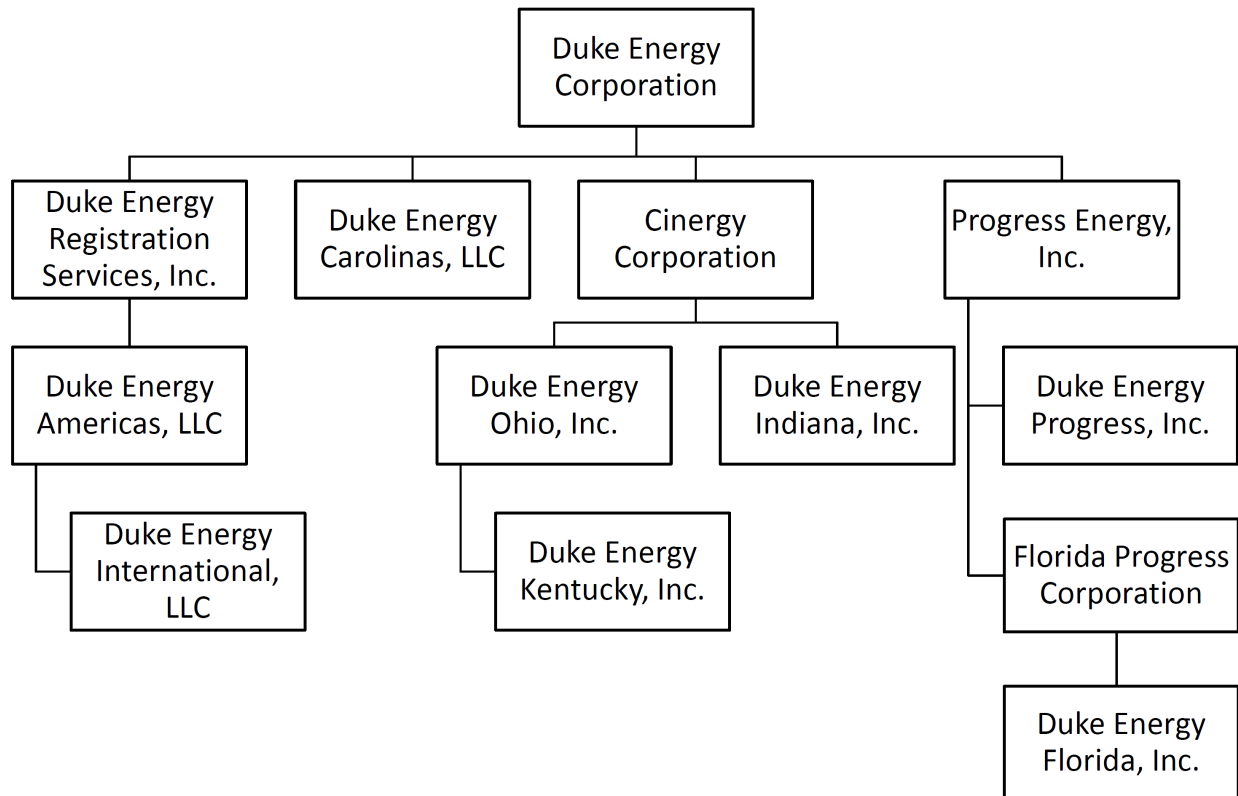 Duke Energy
Corporation
Duke Energy
Registration
Services, Inc.
Duke Energy
Carolinas, LLC
Cinergy
Corporation
Progress Energy,
Inc.
Duke Energy
Americas, LLC
Duke Energy
Ohio, Inc.
Duke Energy
Indiana, Inc.
Duke Energy
Progress, Inc.
Duke Energy
International,
LLC
Duke Energy
Kentucky, Inc.
Florida Progress
Corporation
Duke Energy
Florida, Inc.